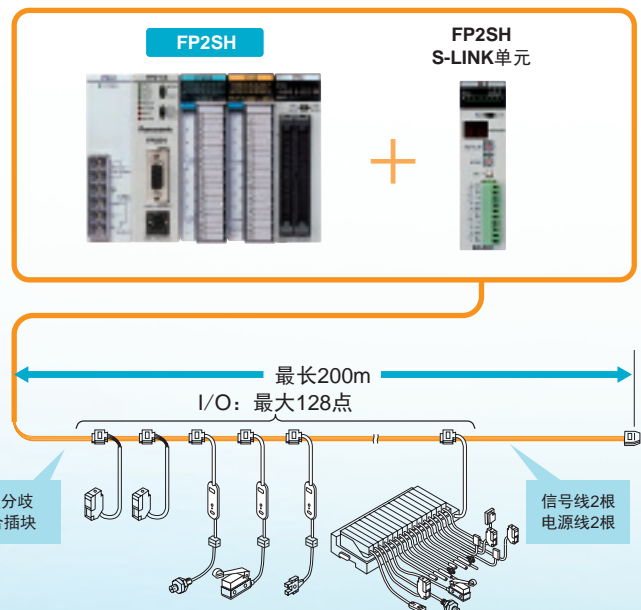 FP2SH
FP2SH
S-LINK单元
最长200m
I/O：最大128点
分歧
插块
信号线2根
电源线2根